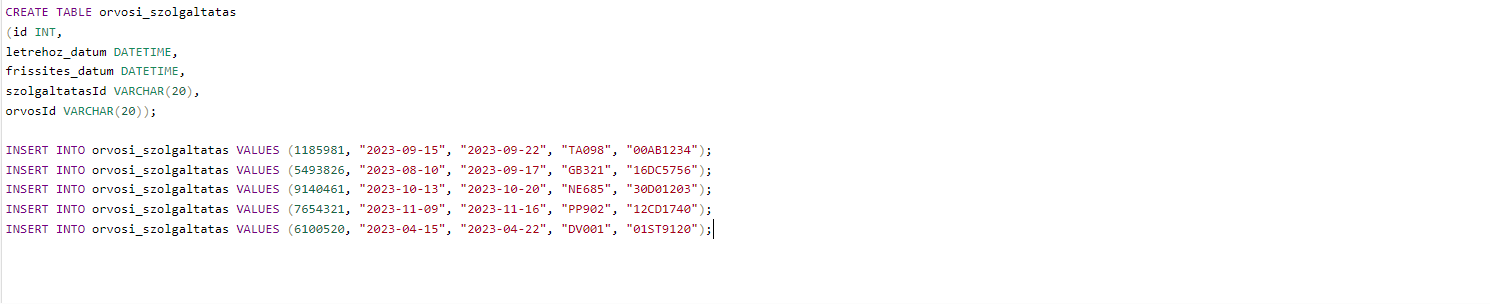 CREATE TABLE orvosi_szolgaltatas
(id INT,
letrehoz_datum DATETIME,
frissites_datum DATETIME,
szolgaltatasId VARCHAR(20),
orvosId VARCHAR(20));
INSERT INTO orvosi_szolgaltatas VALUES (1185981, "2023-09-15", "2023-09-22", "TA098", "00AB1234");
INSERT INTO orvosi_szolgaltatas VALUES (5493826, "2023-08-10", "2023-09-17", "GB321", "16DC5756");
INSERT INTO orvosi_szolgaltatas VALUES (9140461, "2023-10-13", "2023-10-20", "NE685", "30D01203");
INSERT INTO orvosi_szolgaltatas VALUES (7654321, "2023-11-09", "2023-11-16", "PP902", "12CD1740");
INSERT INTO orvosi_szolgaltatas VALUES (6100520, "2023-04-15", "2023-04-22", "DV001", "01ST9120");